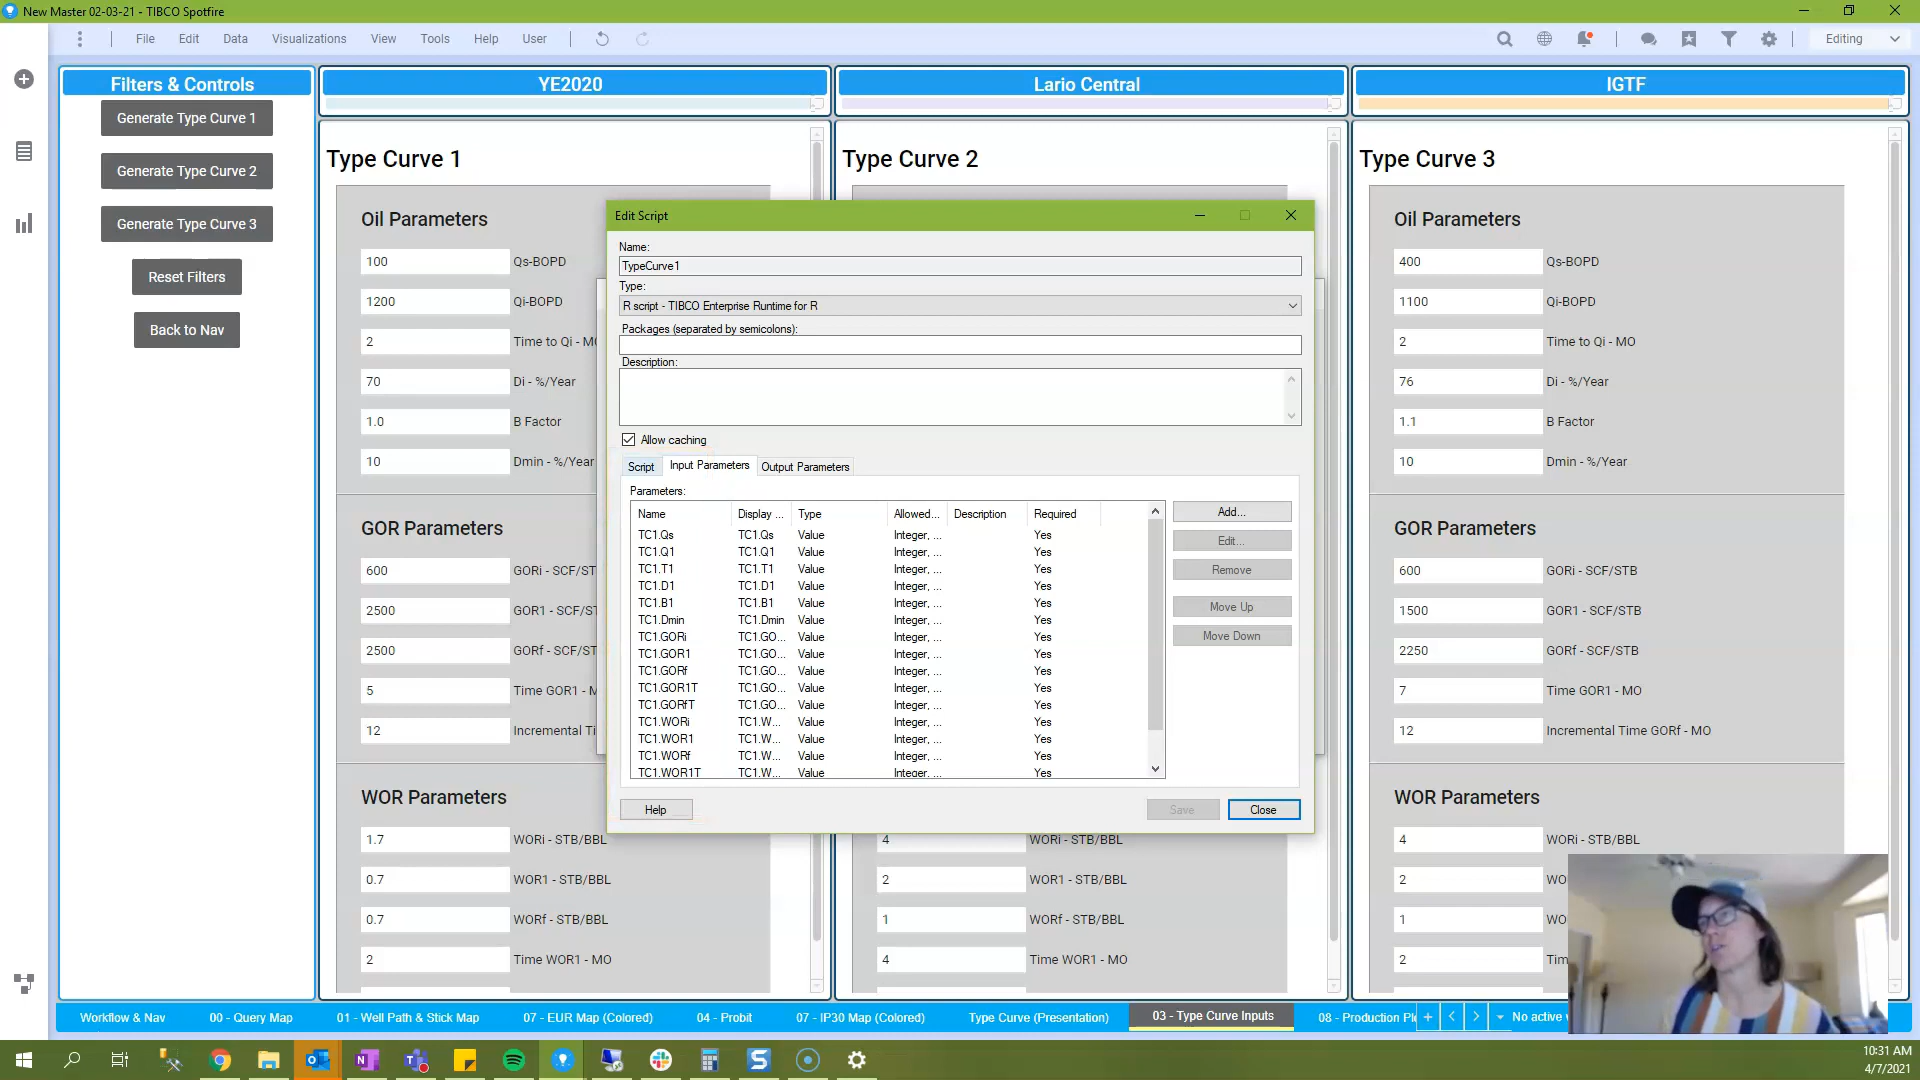 New Master 02-03-21 - TIBCO Spotfire
File Edit Data Visualizations View Tools Help User
Editing
Filters & Controls
Generate Type Curve 1
Generate Type Curve 2
Generate Type Curve 3
Reset Filters
Back to Nav
YE2020
Type Curve 1
Oil Parameters
100 Qs-BOPD
1200 Qi-BOPD
2 Time to Qi - MO
70 Di - %/Year
1.0 B Factor
10 Dmin - %/Year
GOR Parameters
600 GORi - SCF/ST
2500 GOR1 - SCF/ST
2500 GORf - SCF/ST
5 Time GOR1 - M
12 Incremental Ti
WOR Parameters
1.7 WORi - STB/BBL
0.7 WOR1 - STB/BBL
0.7 WORf - STB/BBL
2 Time WOR1 - MO
Lario Central
Type Curve 2
4 WORi - STB/BBL
2 WOR1 - STB/BBL
1 WORf - STB/BBL
4 Time WOR1 - MO
IGTF
Type Curve 3
Oil Parameters
400 Qs-BOPD
1100 Qi-BOPD
2 Time to Qi - MO
76 Di - %/Year
1.1 B Factor
10 Dmin - %/Year
GOR Parameters
600 GORi - SCF/STB
1500 GOR1 - SCF/STB
2250 GORf - SCF/STB
7 Time GOR1 - MO
12 Incremental Time GORf - MO
WOR Parameters
4 WORi - STB/BBL
2 WO
1 WO
2 Tim
Edit Script
Name:
TypeCurve1
Type:
R script - TIBCO Enterprise Runtime for R
Packages (separated by semicolons):
Description:
Allow caching
Script Input Parameters Output Parameters
Parameters:
Name Display ... Type Allowed... Description Required
TC1.Qs TC1.Qs Value Integer, ... Yes
TC1.Q1 TC1.Q1 Value Integer, ... Yes
TC1.T1 TC1.T1 Value Integer, ... Yes
TC1.D1 TC1.D1 Value Integer, ... Yes
TC1.B1 TC1.B1 Value Integer, ... Yes
TC1.Dmin TC1.Dmin Value Integer, ... Yes
TC1.GORi TC1.GO... Value Integer, ... Yes
TC1.GOR1 TC1.GO... Value Integer, ... Yes
TC1.GORf TC1.GO... Value Integer, ... Yes
TC1.GOR1T TC1.GO... Value Integer, ... Yes
TC1.GORfT TC1.GO... Value Integer, ... Yes
TC1.WORi TC1.W... Value Integer, ... Yes
TC1.WOR1 TC1.W... Value Integer, ... Yes
TC1.WORf TC1.W... Value Integer, ... Yes
TC1.WOR1T TC1.W... Value Integer, ... Yes
Add...
Edit...
Remove
Move Up
Move Down
Help Save Close
Workflow & Nav 00 - Query Map 01 - Well Path & Stick Map 07 - EUR Map (Colored) 04 - Probit 07 - IP30 Map (Colored) Type Curve (Presentation) 03 - Type Curve Inputs 08 - Production Pl No active
10:31 AM
4/7/2021